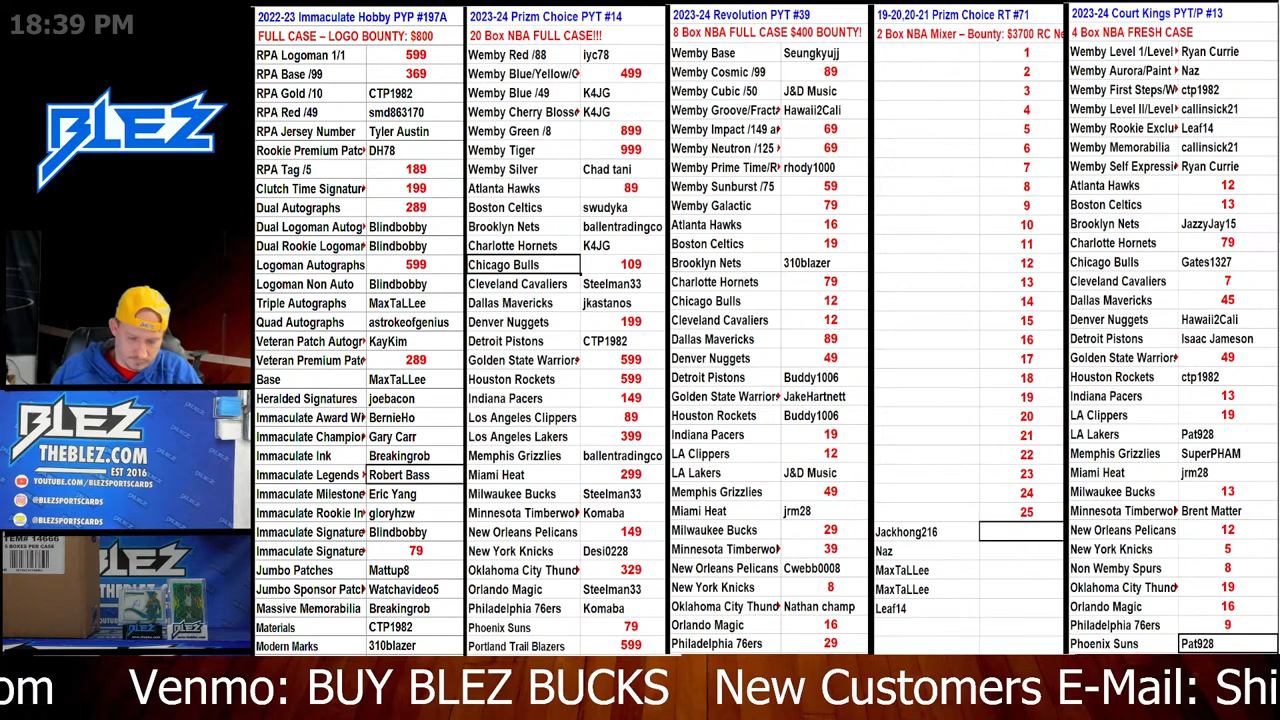 18:39 PM
BLEZ
BLEZ
THEBLEZ.COM
EST 2016
YOUTUBE.COM/BLEZSPORTSCARDS
@BLEZSPORTSCARDS
@BLEZSPORTSCARDS
ITEM# 14666
BOXES PER CASE
BLEZ
2022-23 Immaculate Hobby PYP #197A
FULL CASE – LOGO BOUNTY: $800
RPA Logoman 1/1 599
RPA Base /99 369
RPA Gold /10 CTP1982
RPA Red /49 smd863170
RPA Jersey Number Tyler Austin
Rookie Premium Patc DH78
RPA Tag /5 189
Clutch Time Signatur 199
Dual Autographs 289
Dual Logoman Autog Blindbobby
Dual Rookie Logoma Blindbobby
Logoman Autographs 599
Logoman Non Auto Blindbobby
Triple Autographs MaxTaLLee
Quad Autographs astrokeofgenius
Veteran Patch Autogr KayKim
Veteran Premium Pat 289
Base MaxTaLLee
Heralded Signatures joebacon
Immaculate Award W BernieHo
Immaculate Champio Gary Carr
Immaculate Ink Breakingrob
Immaculate Legends Robert Bass
Immaculate Milestone Eric Yang
Immaculate Rookie In gloryhzw
Immaculate Signature Blindbobby
Immaculate Signature 79
Jumbo Patches Mattup8
Jumbo Sponsor Patc Watchavideo5
Massive Memorabilia Breakingrob
Materials CTP1982
Modern Marks 310blazer
2023-24 Prizm Choice PYT #14
20 Box NBA FULL CASE!!!
Wemby Red /88 iyc78
Wemby Blue/Yellow/G 499
Wemby Blue /49 K4JG
Wemby Cherry Blosso K4JG
Wemby Green /8 899
Wemby Tiger 999
Wemby Silver Chad tani
Atlanta Hawks 89
Boston Celtics swudyka
Brooklyn Nets ballentradingco
Charlotte Hornets K4JG
Chicago Bulls 109
Cleveland Cavaliers Steelman33
Dallas Mavericks jkastanos
Denver Nuggets 199
Detroit Pistons CTP1982
Golden State Warrior 599
Houston Rockets 599
Indiana Pacers 149
Los Angeles Clippers 89
Los Angeles Lakers 399
Memphis Grizzlies ballentradingco
Miami Heat 299
Milwaukee Bucks Steelman33
Minnesota Timberwo Komaba
New Orleans Pelicans 149
New York Knicks Desi0228
Oklahoma City Thund 329
Orlando Magic Steelman33
Philadelphia 76ers Komaba
Phoenix Suns 79
Portland Trail Blazers 599
2023-24 Revolution PYT #39
8 Box NBA FULL CASE $400 BOUNTY!
Wemby Base Seungkyujj
Wemby Cosmic /99 89
Wemby Cubic /50 J&D Music
Wemby Groove/Fract Hawaii2Cali
Wemby Impact /149 a 69
Wemby Neutron /125 69
Wemby Prime Time/R rhody1000
Wemby Sunburst /75 59
Wemby Galactic 79
Atlanta Hawks 16
Boston Celtics 19
Brooklyn Nets 310blazer
Charlotte Hornets 79
Chicago Bulls 12
Cleveland Cavaliers 12
Dallas Mavericks 89
Denver Nuggets 49
Detroit Pistons Buddy1006
Golden State Warrior JakeHartnett
Houston Rockets Buddy1006
Indiana Pacers 19
LA Clippers 12
LA Lakers J&D Music
Memphis Grizzlies 49
Miami Heat jrm28
Milwaukee Bucks 29
Minnesota Timberwo 39
New Orleans Pelicans Cwebb0008
New York Knicks 8
Oklahoma City Thund Nathan champ
Orlando Magic 16
Philadelphia 76ers 29
19-20,20-21 Prizm Choice RT #71
2 Box NBA Mixer – Bounty: $3700 RC Ne
1
2
3
4
5
6
7
8
9
10
11
12
13
14
15
16
17
18
19
20
21
22
23
24
25
Jackhong216
Naz
MaxTaLLee
MaxTaLLee
Leaf14
2023-24 Court Kings PYT/P #13
4 Box NBA FRESH CASE
Wemby Level 1/Level Ryan Currie
Wemby Aurora/Paint Naz
Wemby First Steps/W ctp1982
Wemby Level II/Level callinsick21
Wemby Rookie Exclu Leaf14
Wemby Memorabilia callinsick21
Wemby Self Expressi Ryan Currie
Atlanta Hawks 12
Boston Celtics 13
Brooklyn Nets JazzyJay15
Charlotte Hornets 79
Chicago Bulls Gates1327
Cleveland Cavaliers 7
Dallas Mavericks 45
Denver Nuggets Hawaii2Cali
Detroit Pistons Isaac Jameson
Golden State Warrior 49
Houston Rockets ctp1982
Indiana Pacers 13
LA Clippers 19
LA Lakers Pat928
Memphis Grizzlies SuperPHAM
Miami Heat jrm28
Milwaukee Bucks 13
Minnesota Timberwo Brent Matter
New Orleans Pelicans 12
New York Knicks 5
Non Wemby Spurs 8
Oklahoma City Thund 19
Orlando Magic 16
Philadelphia 76ers 9
Phoenix Suns Pat928
om Venmo: BUY BLEZ BUCKS New Customers E-Mail: Shi